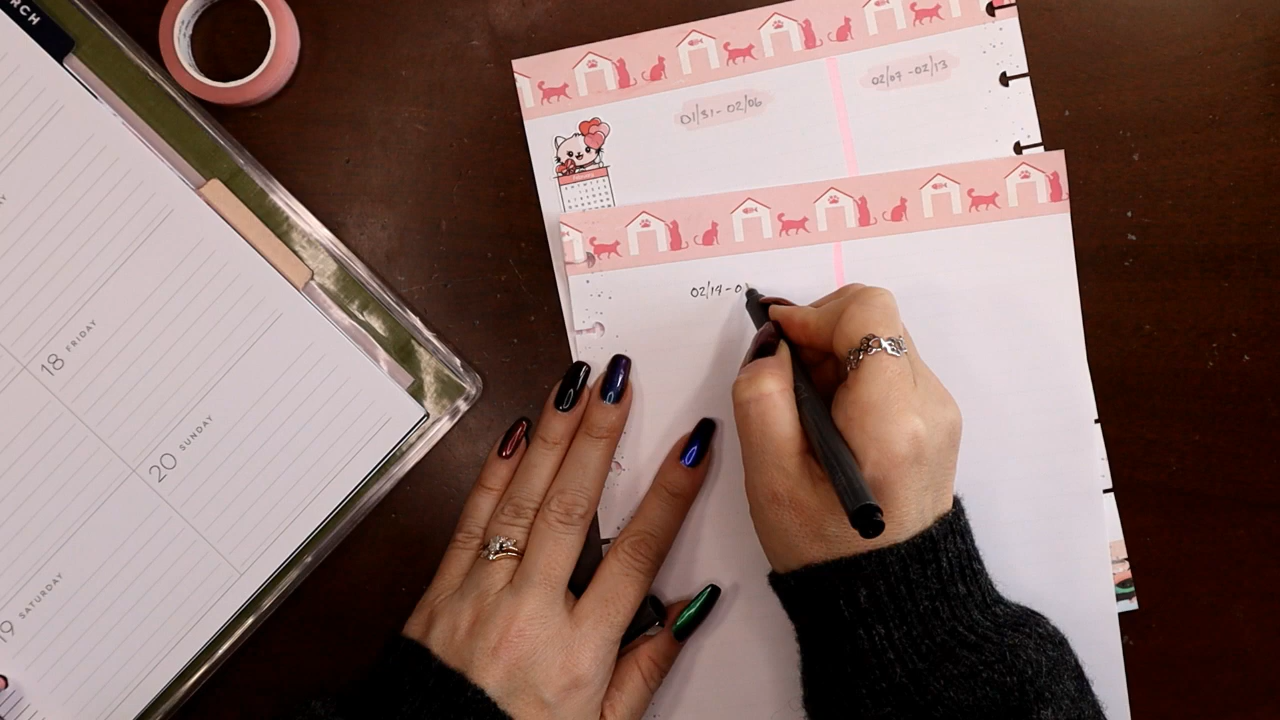 RCH
18 FRIDAY
20 SUNDAY
19 SATURDAY
01/31 - 02/06
02/07 - 02/13
02/14 - 0